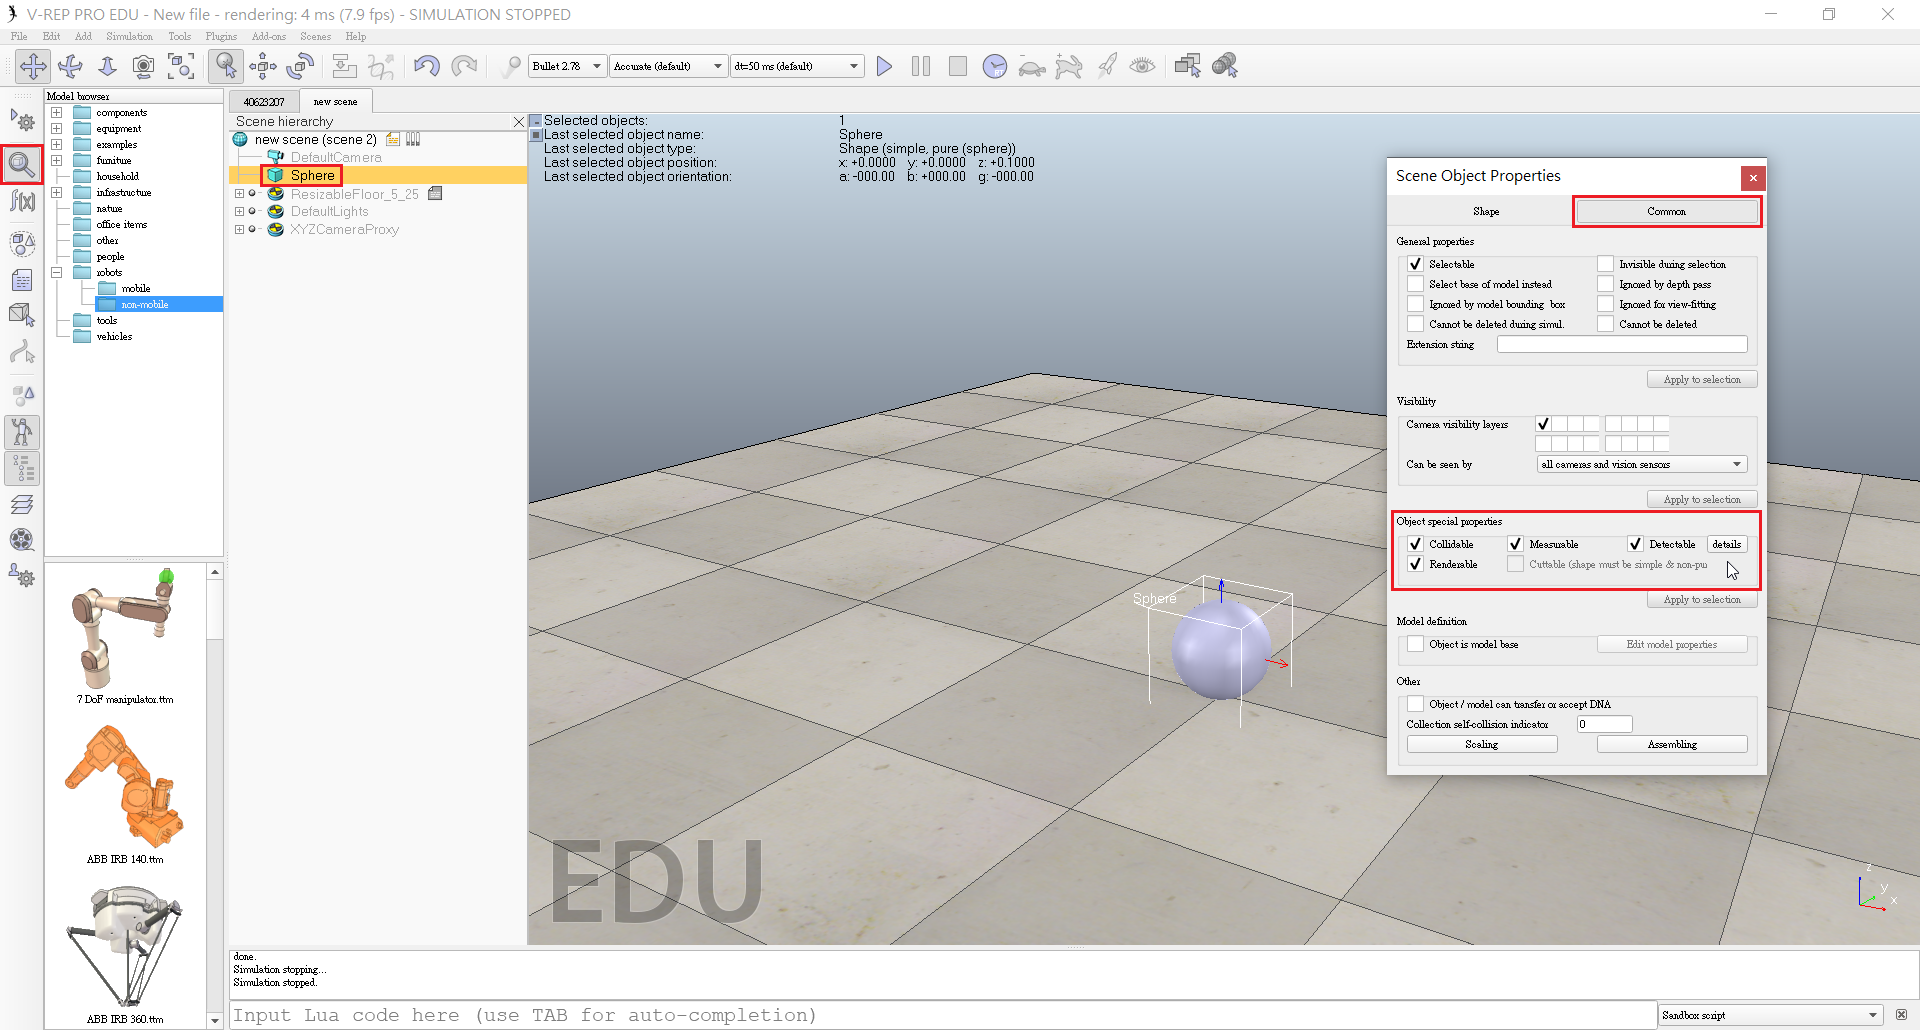 V-REP PRO EDU - New file - rendering: 4 ms (7.9 fps) - SIMULATION STOPPED
File Edit Add Simulation Tools Plugins Add-ons Scenes Help
Bullet 2.78 Accurate (default) dt=50 ms (default)
Model browser
components
equipment
examples
furniture
household
infrastructure
nature
office items
other
people
robots
mobile
non-mobile
tools
vehicles
7 DoF manipulator.ttm
ABB IRB 140.ttm
ABB IRB 360.ttm
40623207 new scene
Scene hierarchy
new scene (scene 2)
DefaultCamera
Sphere
ResizableFloor_5_25
DefaultLights
XYZCameraProxy
Selected objects: 1
Last selected object name: Sphere
Last selected object type: Shape (simple, pure (sphere))
Last selected object position: x: +0.0000 y: +0.0000 z: +0.1000
Last selected object orientation: a: -000.00 b: +000.00 g: -000.00
Sphere
EDU
z
y
x
Scene Object Properties
Shape Common
General properties
Selectable Invisible during selection
Select base of model instead Ignored by depth pass
Ignored by model bounding box Ignored for view-fitting
Cannot be deleted during simul. Cannot be deleted
Extension string
Apply to selection
Visibility
Camera visibility layers
Can be seen by all cameras and vision sensors
Apply to selection
Object special properties
Collidable Measurable Detectable details
Renderable Cuttable (shape must be simple & non-pu
Apply to selection
Model definition
Object is model base Edit model properties
Other
Object / model can transfer or accept DNA
Collection self-collision indicator 0
Scaling Assembling
done.
Simulation stopping...
Simulation stopped.
Input Lua code here (use TAB for auto-completion) Sandbox script